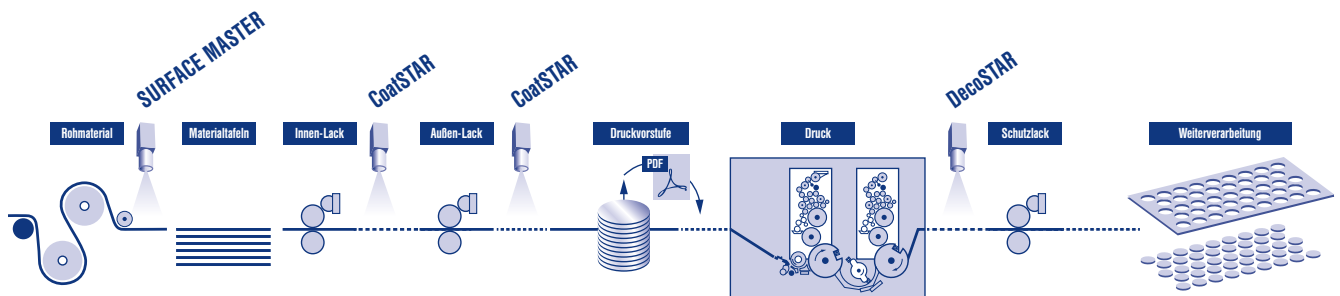 SURFACE MASTER
CoatSTAR
CoatSTAR
DecoSTAR
Rohmaterial
Materialtafeln
Innen-Lack
Außen-Lack
Druckvorstufe
Druck
Schutzlack
Weiterverarbeitung
PDF